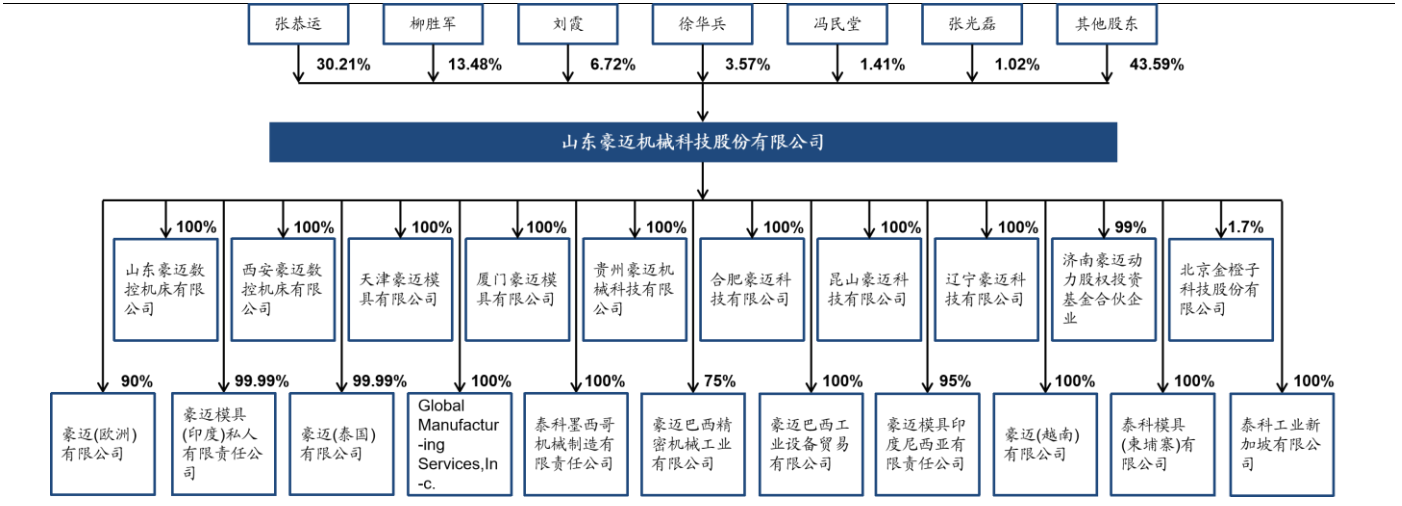 张恭运
柳胜军
刘霞
徐华兵
冯民堂
张光磊
其他股东
30.21%
13.48%
6.72%
3.57%
1.41%
1.02%
43.59%
山东豪迈机械科技股份有限公司
100%
100%
100%
100%
100%
100%
100%
100%
99%
1.7%
山东豪迈数
控机床有限
公司
西安豪迈数
控机床有限
公司
天津豪迈模
具有限公司
厦门豪迈模
具有限公司
贵州豪迈机
械科技有限
公司
合肥豪迈科
技有限公司
昆山豪迈科
技有限公司
辽宁豪迈科
技有限公司
济南豪迈动
力股权投资
基金合伙企
业
北京金橙子
科技股份有
限公司
90%
99.99%
99.99%
100%
100%
75%
100%
95%
100%
100%
100%
豪迈(欧洲)
有限公司
豪迈模具
(印度)私人
有限责任公
司
豪迈(泰国)
有限公司
Global
Manufactur
-ing
Services,In
-c.
泰科墨西哥
机械制造有
限责任公司
豪迈巴西精
密机械工业
有限公司
豪迈巴西工
业设备贸易
有限公司
豪迈模具印
度尼西亚有
限责任公司
豪迈(越南)
有限公司
泰科模具
(柬埔寨)有
限公司
泰科工业新
加坡有限公
司